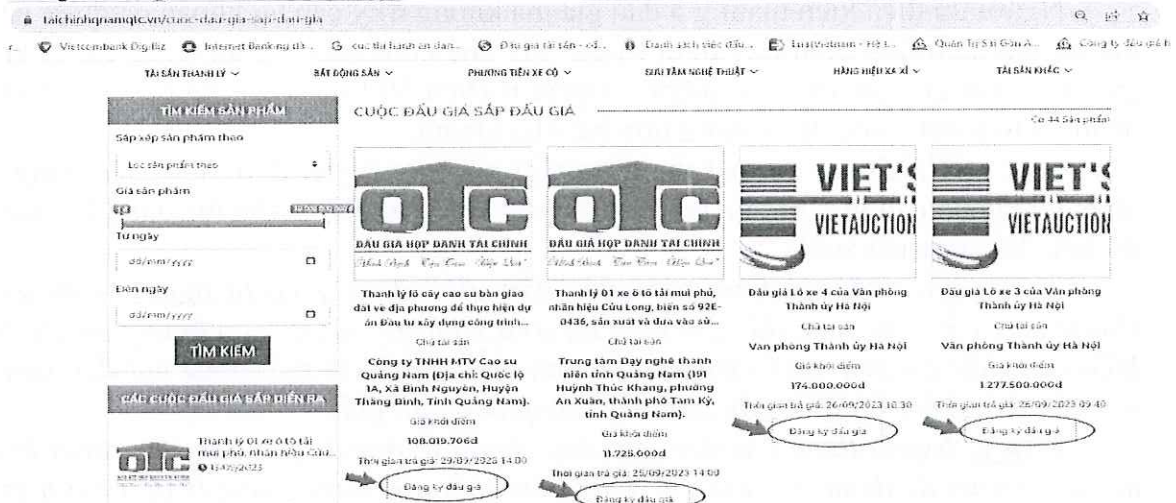 taichinhqnamqtc.vn/cuoc-dau-gia-sap-dau-gia
Vietcombank DigiBiz
Internet Banking
cục thi hành án dân...
Đấu giá tài sản - cổ...
Danh sách việc đấu...
Công ty đấu giá h
TÀI SẢN THANH LÝ
BẤT ĐỘNG SẢN
PHƯƠNG TIỆN XE CỘ
SƯU TẦM NGHỆ THUẬT
HÀNG HIỆU XA XỈ
TÀI SẢN KHÁC
TÌM KIẾM SẢN PHẨM
Sắp xếp sản phẩm theo
Lọc sản phẩm theo
Giá sản phẩm
Từ ngày
dd/mm/yyyy
Đến ngày
dd/mm/yyyy
TÌM KIẾM
CÁC CUỘC ĐẤU GIÁ SẮP DIỄN RA
Thanh lý 01 xe ô tô tải
mui phủ, nhãn hiệu Cửu...
CUỘC ĐẤU GIÁ SẮP ĐẤU GIÁ
Có 44 Sản phẩm
QTC
ĐẤU GIÁ HỢP DANH TÀI CHÍNH
Thanh lý lô cây cao su bàn giao
đất về địa phương để thực hiện dự
án Đầu tư xây dựng công trình...
Chủ tài sản
Công ty TNHH MTV Cao su
Quảng Nam (Địa chỉ: Quốc lộ
1A, Xã Bình Nguyên, Huyện
Thăng Bình, Tỉnh Quảng Nam).
Giá khởi điểm
108.019.706đ
Thời gian trả giá: 29/09/2023 14:00
Đăng ký đấu giá
QTC
ĐẤU GIÁ HỢP DANH TÀI CHÍNH
Thanh lý 01 xe ô tô tải mui phủ,
nhãn hiệu Cửu Long, biển số 92E-
0436, sản xuất và đưa vào sử...
Chủ tài sản
Trung tâm Dạy nghề thanh
niên tỉnh Quảng Nam (191
Huỳnh Thúc Kháng, phường
An Xuân, thành phố Tam Kỳ,
tỉnh Quảng Nam).
Giá khởi điểm
11.725.000đ
Thời gian trả giá: 28/09/2023 14:00
Đăng ký đấu giá
VIET'S
VIETAUCTION
Đấu giá Lô xe 4 của Văn phòng
Thành ủy Hà Nội
Chủ tài sản
Văn phòng Thành ủy Hà Nội
Giá khởi điểm
174.000.000đ
Thời gian trả giá: 26/09/2023 10:30
Đăng ký đấu giá
VIET'S
VIETAUCTION
Đấu giá Lô xe 3 của Văn phòng
Thành ủy Hà Nội
Chủ tài sản
Văn phòng Thành ủy Hà Nội
Giá khởi điểm
1.277.500.000đ
Thời gian trả giá: 26/09/2023 09:40
Đăng ký đấu giá